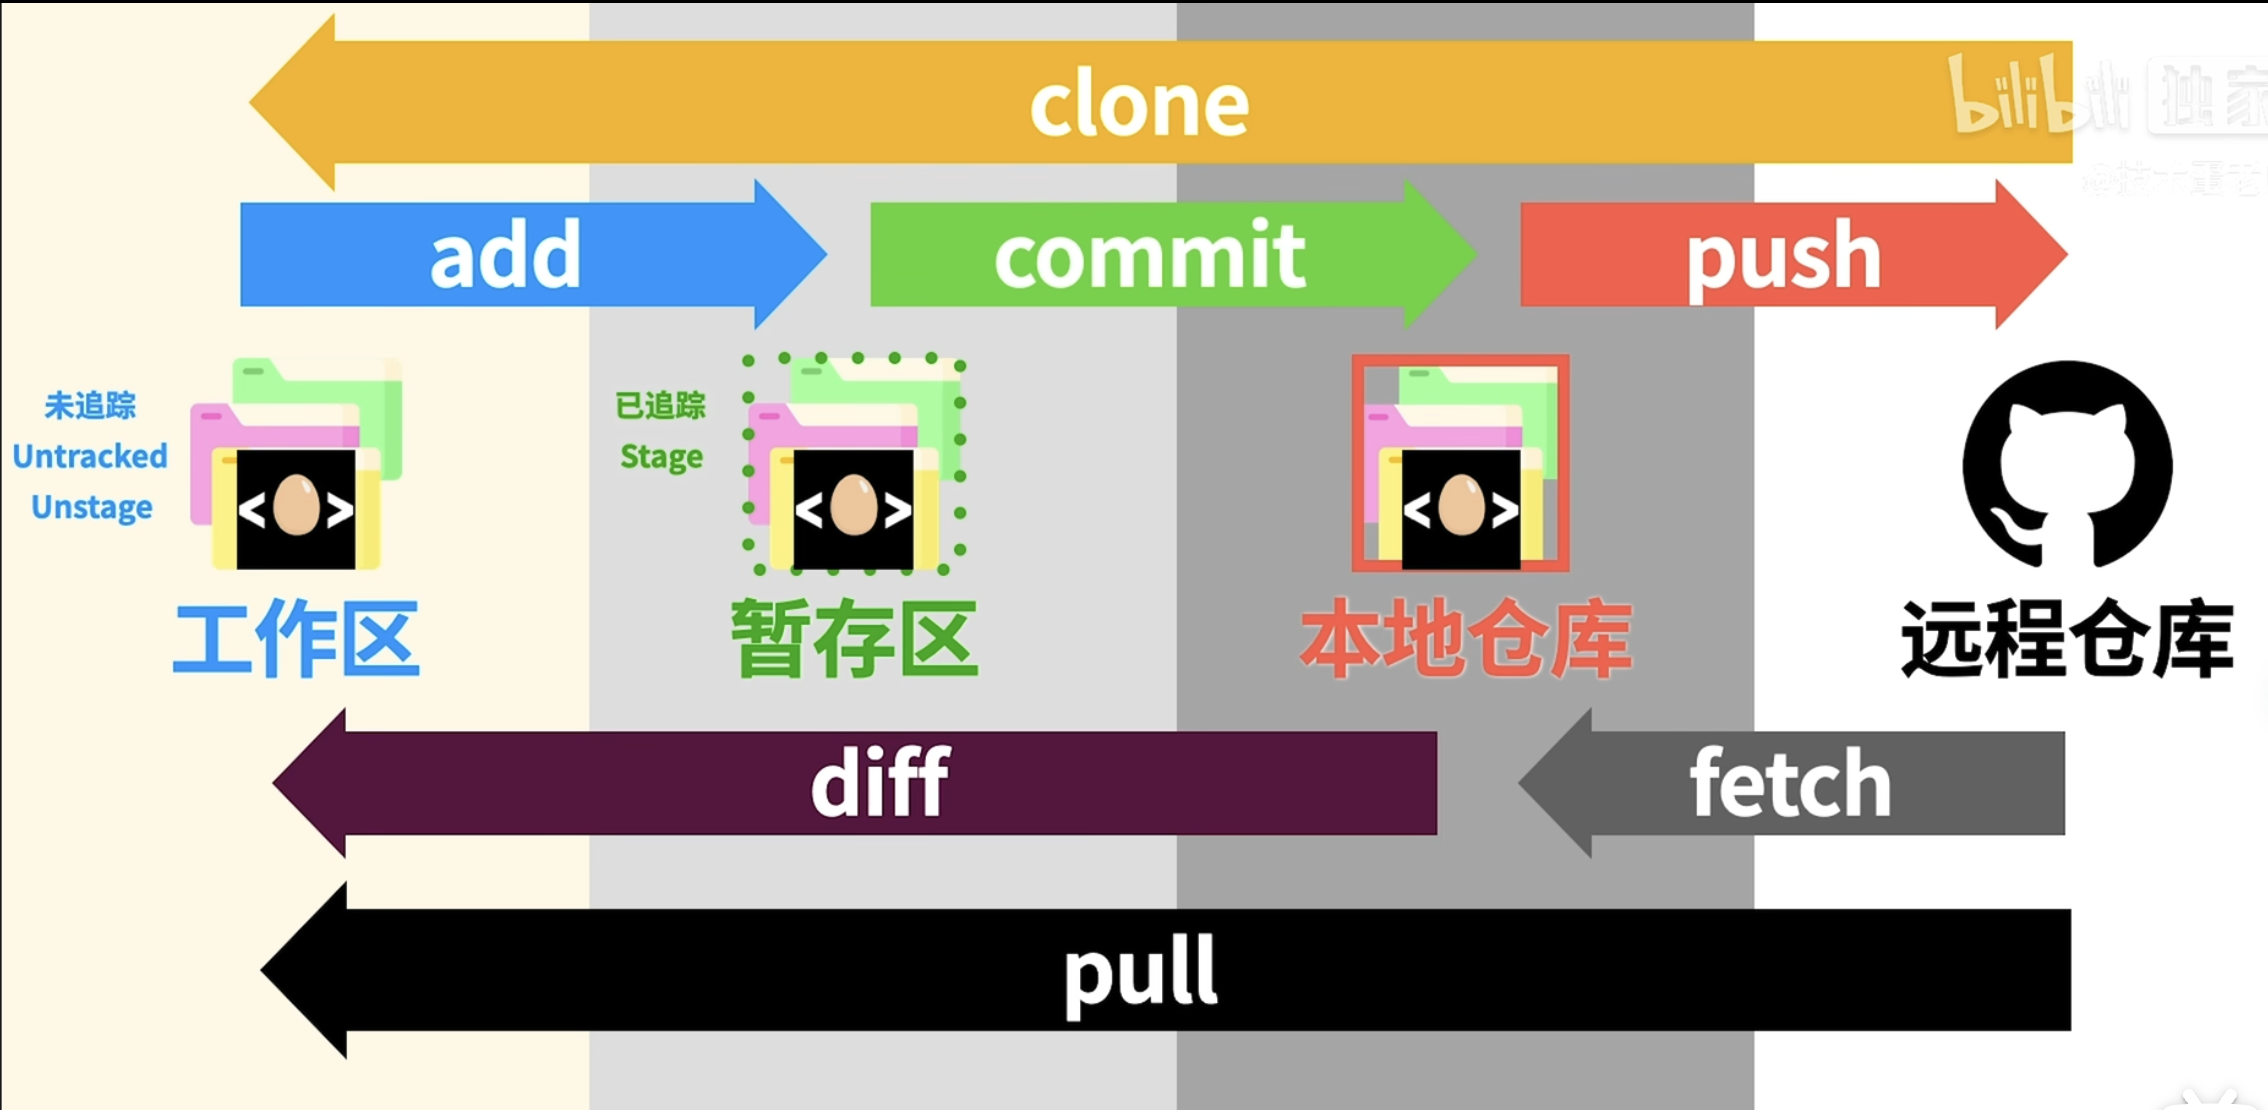 clone
bilibili 独家
add
commit
push
未追踪
Untracked
Unstage
已追踪
Stage
< >
< >
< >
工作区
暂存区
本地仓库
远程仓库
diff
fetch
pull